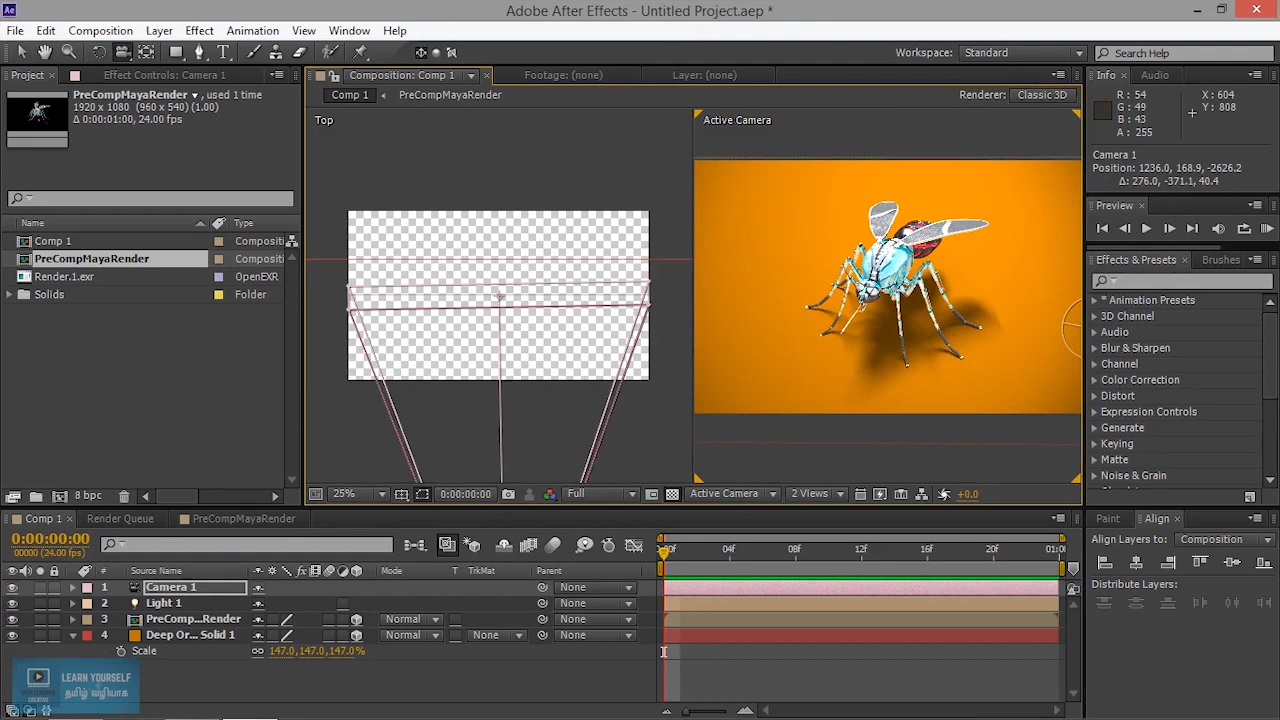 Ae
Adobe After Effects - Untitled Project.aep *
File Edit Composition Layer Effect Animation View Window Help
Workspace: Standard
Search Help
Project Effect Controls: Camera 1
PreCompMayaRender , used 1 time
1920 x 1080 (960 x 540) (1.00)
Δ 0:00:01:00, 24.00 fps
Name Type
Comp 1 Compositi
PreCompMayaRender Compositi
Render.1.exr OpenEXR
Solids Folder
8 bpc
Composition: Comp 1 Footage: (none) Layer: (none)
Comp 1 PreCompMayaRender
Renderer: Classic 3D
Top
Active Camera
25% 0:00:00:00 Full Active Camera 2 Views +0.0
Info Audio
R : 54
G : 49
B : 43
A : 255
X : 604
Y : 808
Camera 1
Position: 1236.0, 168.9, -2626.2
Δ: 276.0, -371.1, 40.4
Preview
Effects & Presets Brushes
* Animation Presets
3D Channel
Audio
Blur & Sharpen
Channel
Color Correction
Distort
Expression Controls
Generate
Keying
Matte
Noise & Grain
Comp 1 Render Queue PreCompMayaRender
0:00:00:00
00000 (24.00 fps)
04f 08f 12f 16f 20f 01:0
# Source Name Mode T TrkMat Parent
1 Camera 1 None
2 Light 1 None
3 PreComp...Render Normal None
4 Deep Or... Solid 1 Normal None None
Scale 147.0,147.0,147.0%
Paint Align
Align Layers to: Composition
Distribute Layers:
LEARN YOURSELF
தமிழ் வழியாக
CREATIVE